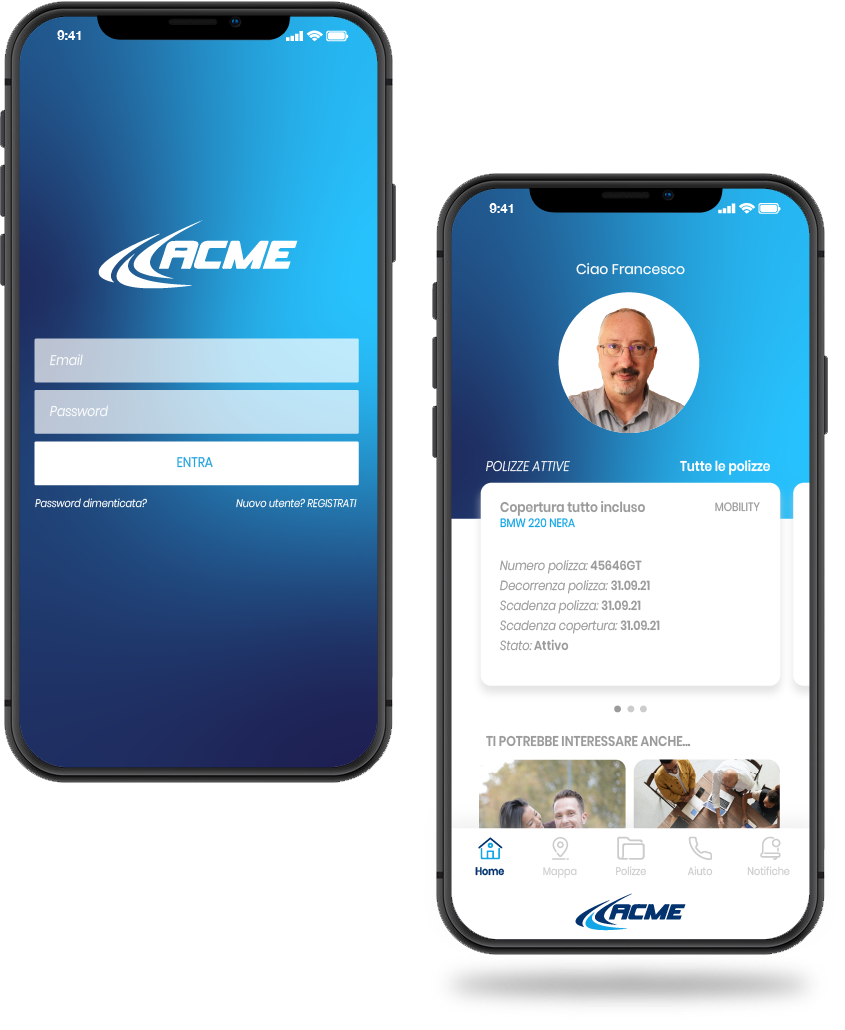 9:41
ACME
Email
Password
ENTRA
Password dimenticata?
Nuovo utente? REGISTRATI
9:41
Ciao Francesco
POLIZZE ATTIVE
Tutte le polizze
Copertura tutto incluso
MOBILITY
BMW 220 NERA
Numero polizza: 45646GT
Decorrenza polizza: 31.09.21
Scadenza polizza: 31.09.21
Scadenza copertura: 31.09.21
Stato: Attivo
TI POTREBBE INTERESSARE ANCHE...
Home
Mappa
Polizze
Aiuto
Notifiche
ACME